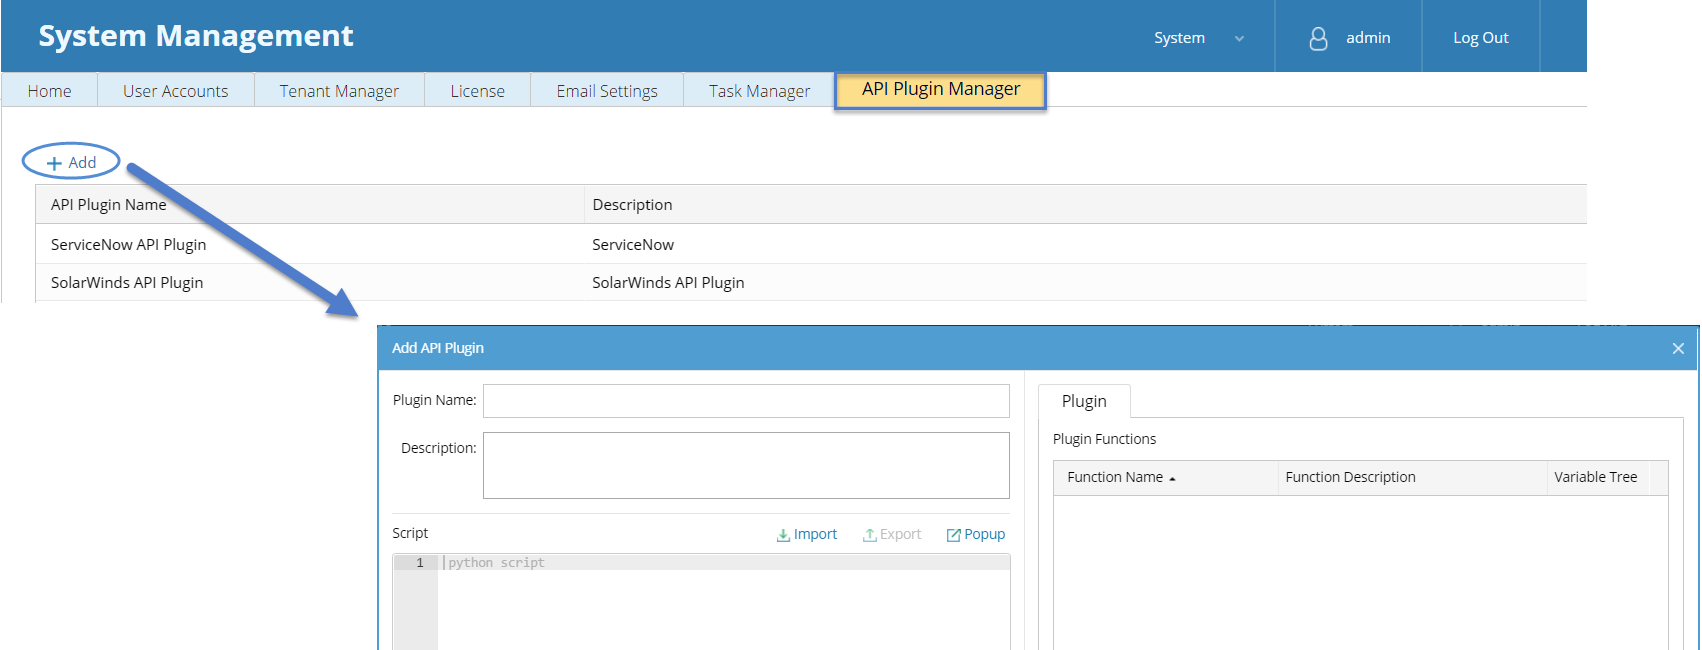 System Management
System
admin
Log Out
Home
User Accounts
Tenant Manager
License
Email Settings
Task Manager
API Plugin Manager
Add
API Plugin Name
Description
ServiceNow API Plugin
ServiceNow
SolarWinds API Plugin
SolarWinds API Plugin
Add API Plugin
Plugin Name:
Description:
Script
Import
Export
Popup
1
python script
Plugin
Plugin Functions
Function Name
Function Description
Variable Tree